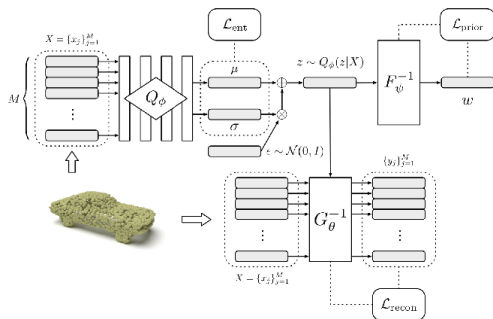 X = {x_j}_{j=1}^M
M
Q_ϕ
ℒ_ent
μ
σ
ε ~ 𝒩(0, I)
z ~ Q_ϕ(z|X)
F_ψ^{-1}
ℒ_prior
w
G_θ^{-1}
{y_j}_{j=1}^M
X = {x_j}_{j=1}^M
ℒ_recon